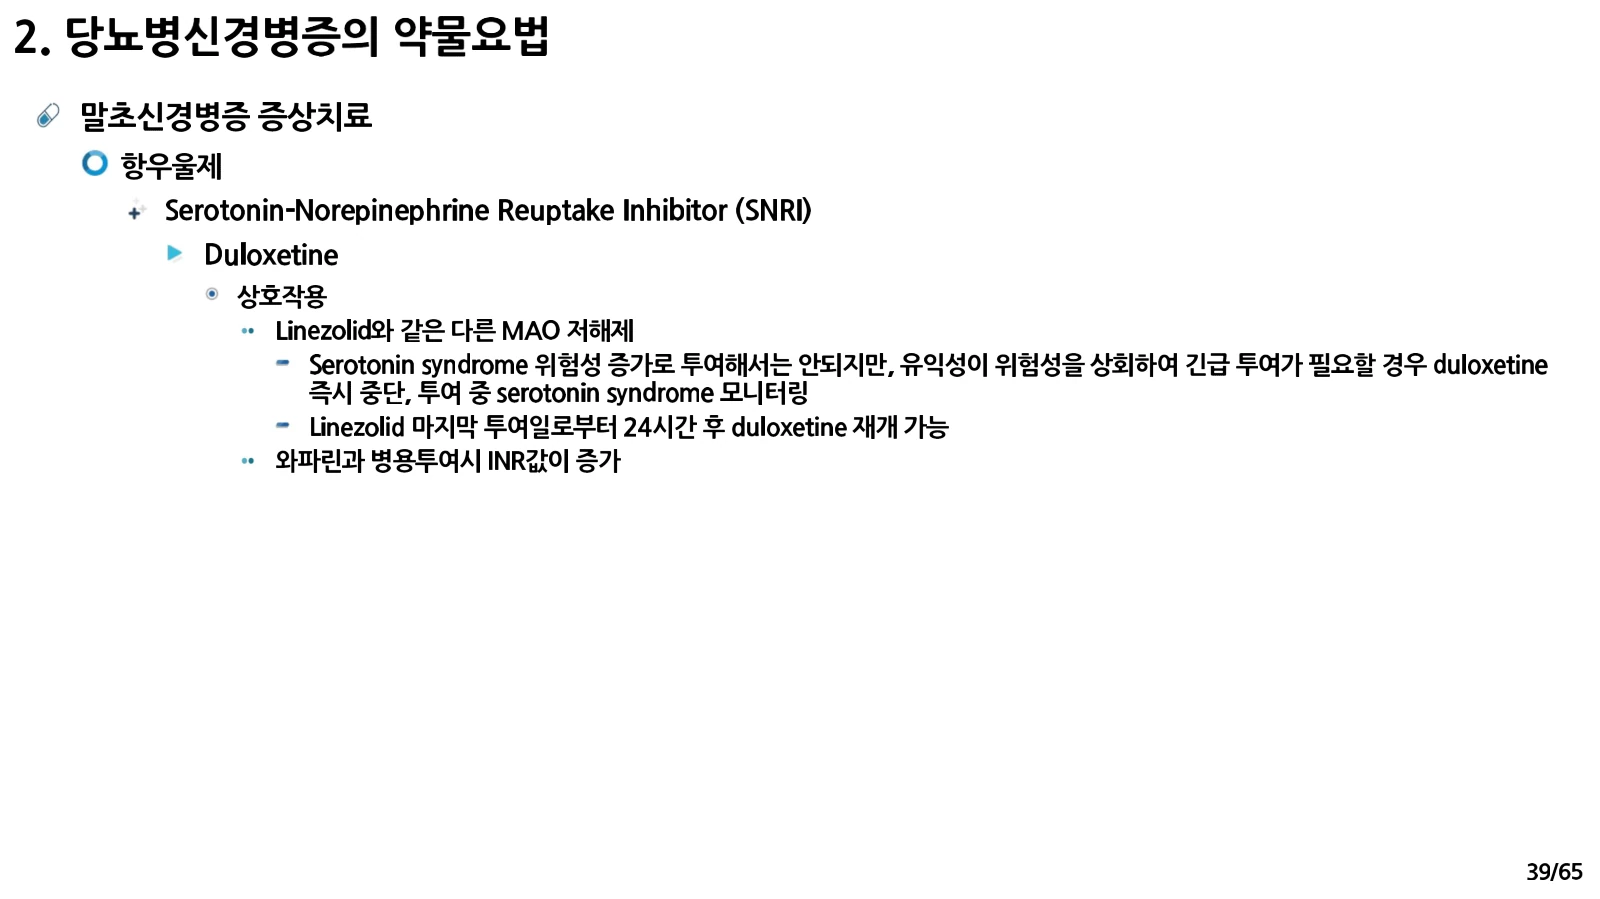 2. 당뇨병신경병증의 약물요법
말초신경병증 증상치료
항우울제
Serotonin-Norepinephrine Reuptake Inhibitor (SNRI)
Duloxetine
상호작용
Linezolid와 같은 다른 MAO 저해제
Serotonin syndrome 위험성 증가로 투여해서는 안되지만, 유익성이 위험성을 상회하여 긴급 투여가 필요할 경우 duloxetine
즉시 중단, 투여 중 serotonin syndrome 모니터링
Linezolid 마지막 투여일로부터 24시간 후 duloxetine 재개 가능
와파린과 병용투여시 INR값이 증가
39/65